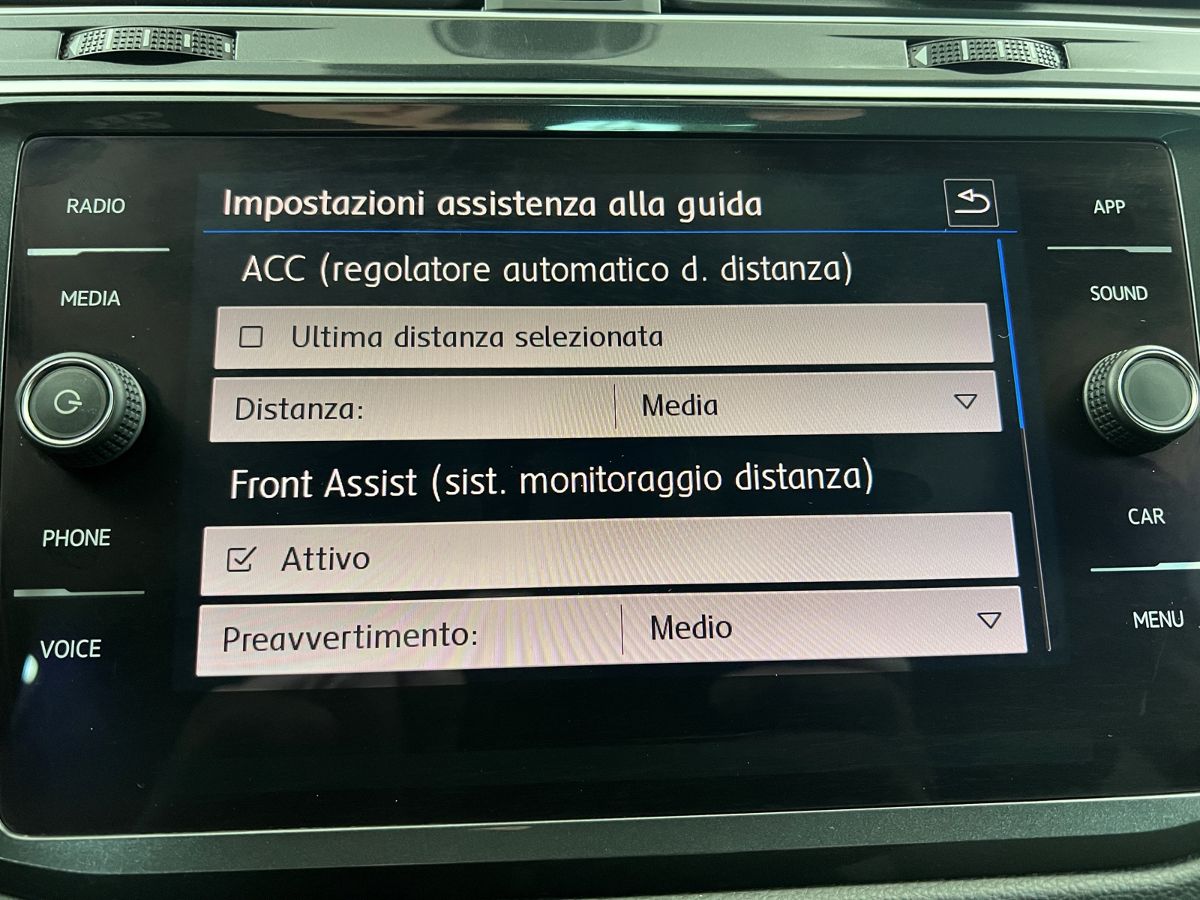 RADIO
MEDIA
PHONE
VOICE
Impostazioni assistenza alla guida
ACC (regolatore automatico d. distanza)
Ultima distanza selezionata
Distanza: Media
Front Assist (sist. monitoraggio distanza)
Attivo
Preavvertimento: Medio
APP
SOUND
CAR
MENU